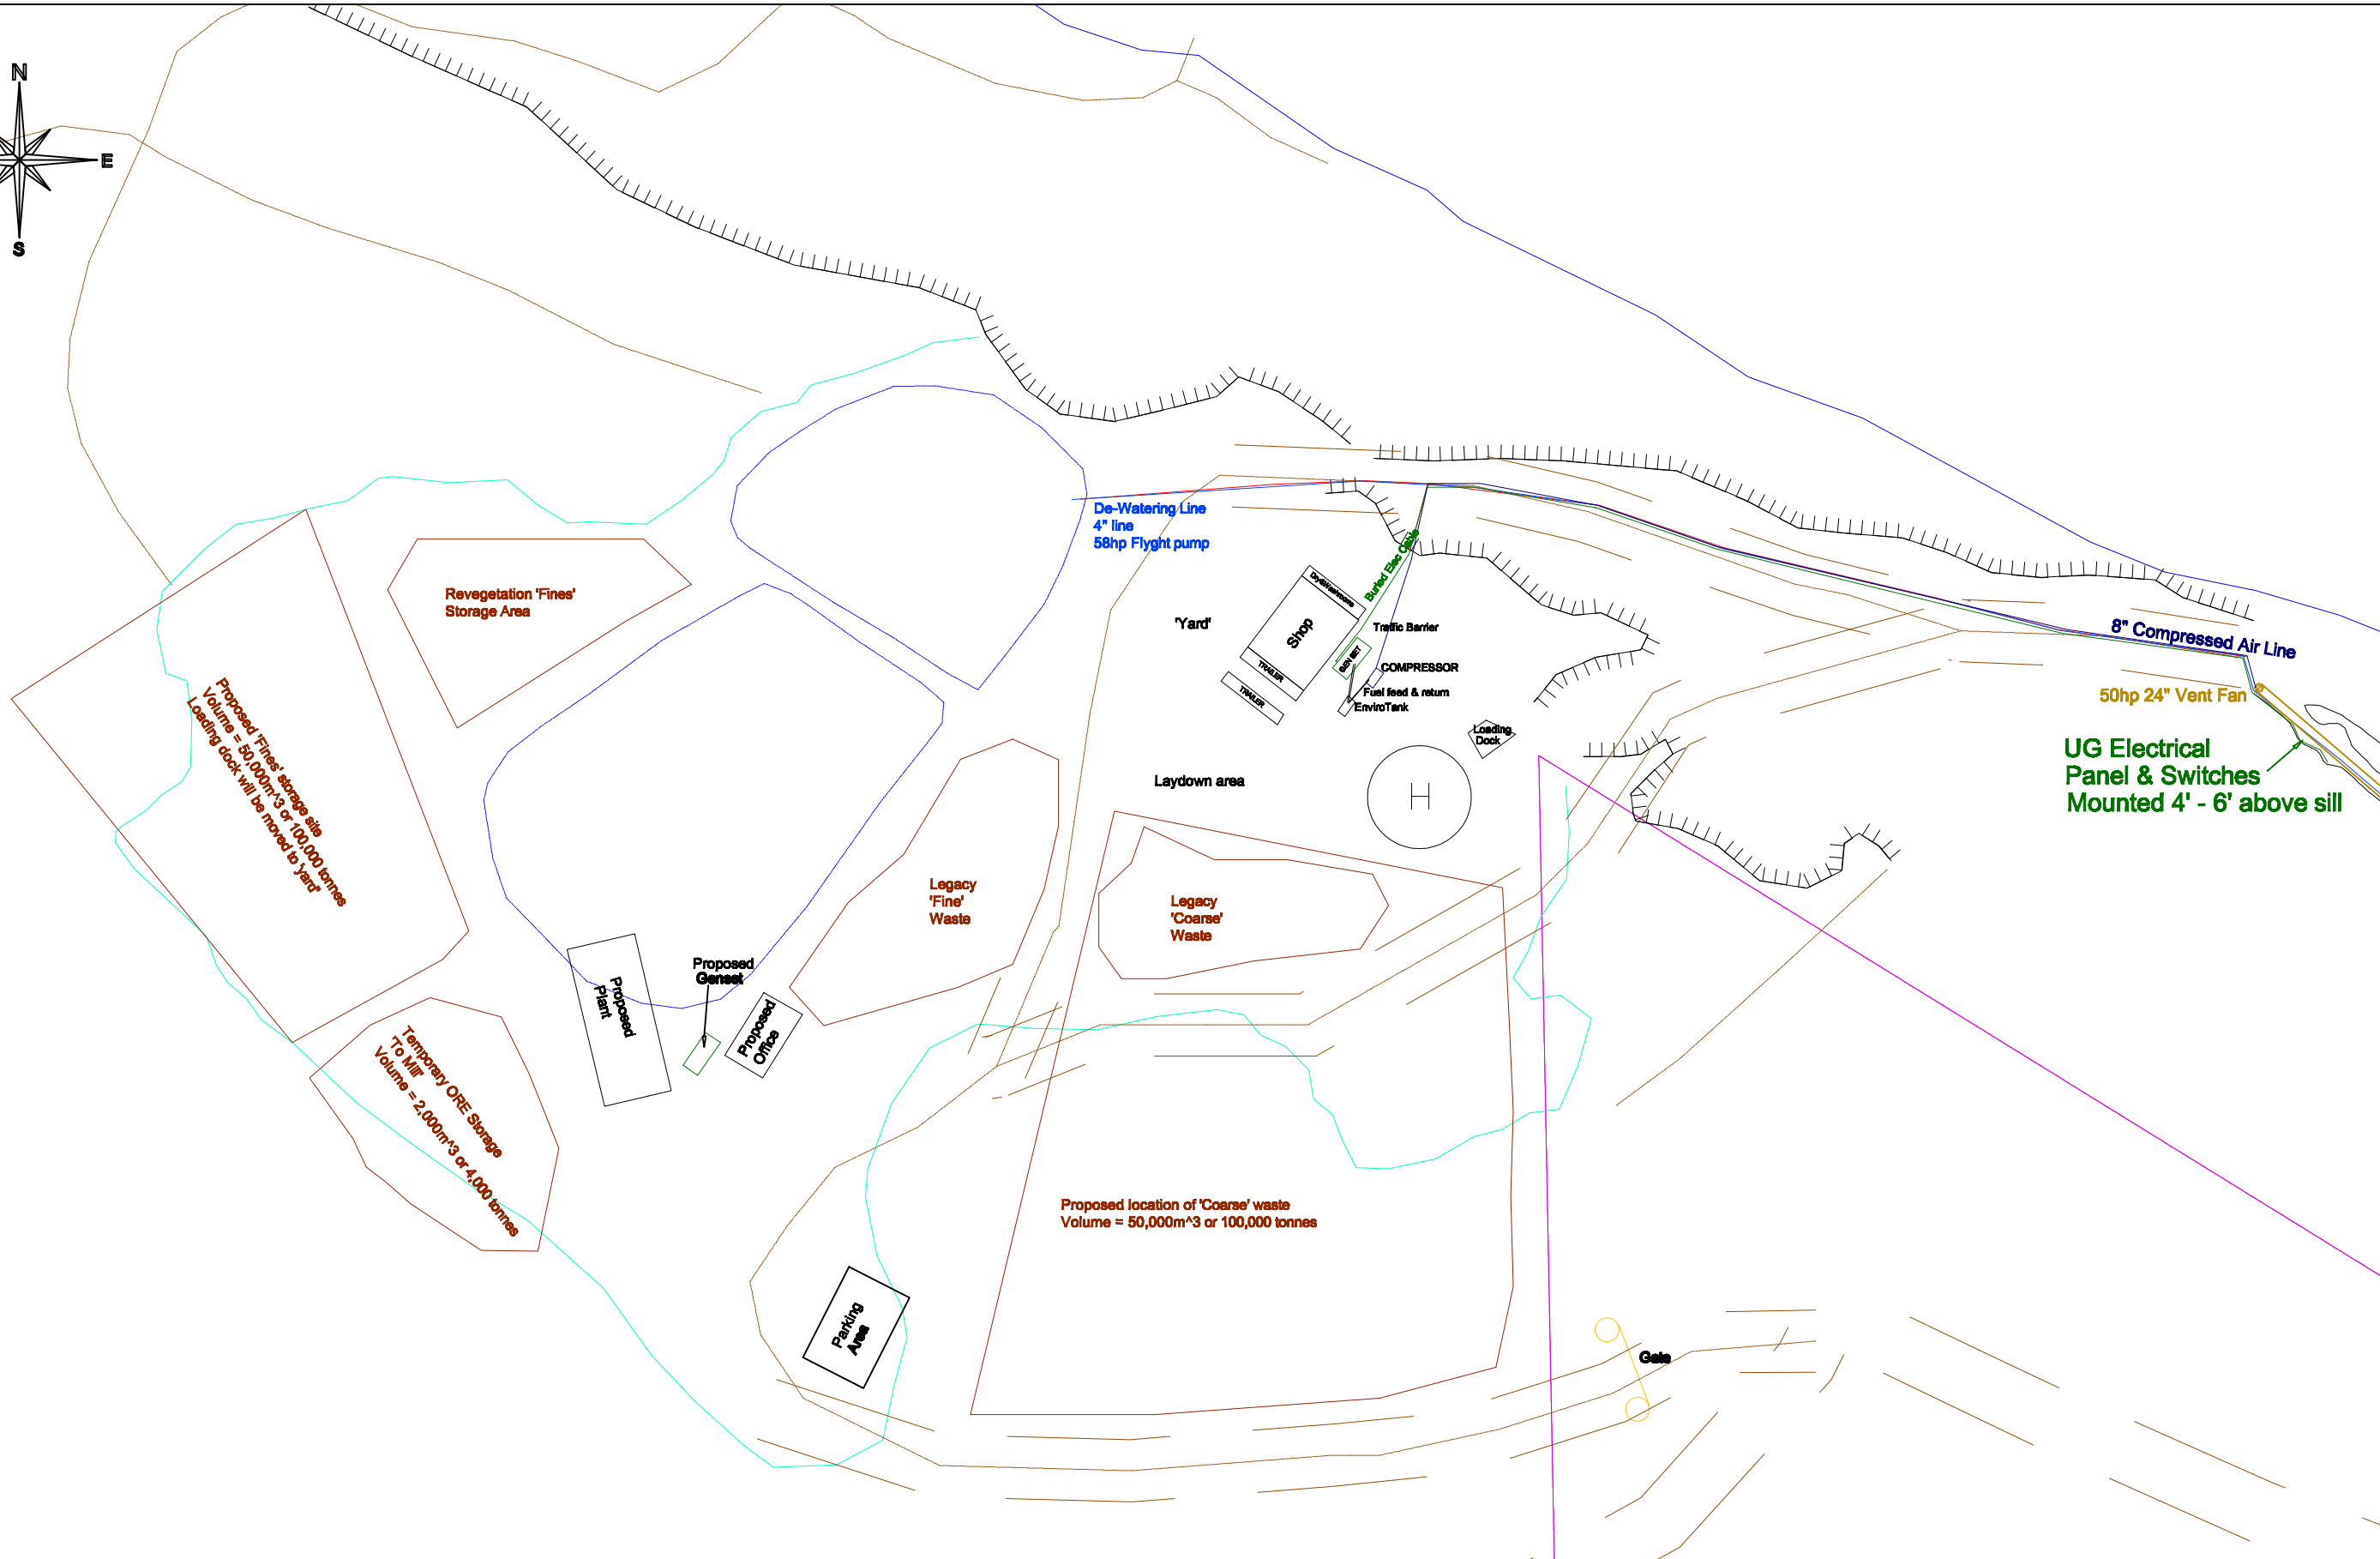 N
E
S
De-Watering Line
4" line
58hp Flyght pump
Buried Elec Cable
Revegetation 'Fines'
Storage Area
Dry&Washrooms
'Yard'
Shop
Traffic Barrier
GEN SET
COMPRESSOR
TRAILER
TRAILER
Fuel feed & return
EnviroTank
Loading
Dock
8" Compressed Air Line
50hp 24" Vent Fan
UG Electrical
Panel & Switches
Mounted 4' - 6' above sill
Proposed 'Fines' storage site
Volume = 50,000m^3 or 100,000 tonnes
Loading dock will be moved to 'yard"
Laydown area
H
Legacy
'Fine'
Waste
Legacy
'Coarse'
Waste
Proposed
Genset
Proposed
Plant
Proposed
Office
Temporary ORE Storage
'To Mill'
Volume = 2,000m^3 or 4,000 tonnes
Proposed location of 'Coarse' waste
Volume = 50,000m^3 or 100,000 tonnes
Parking
Area
Gate